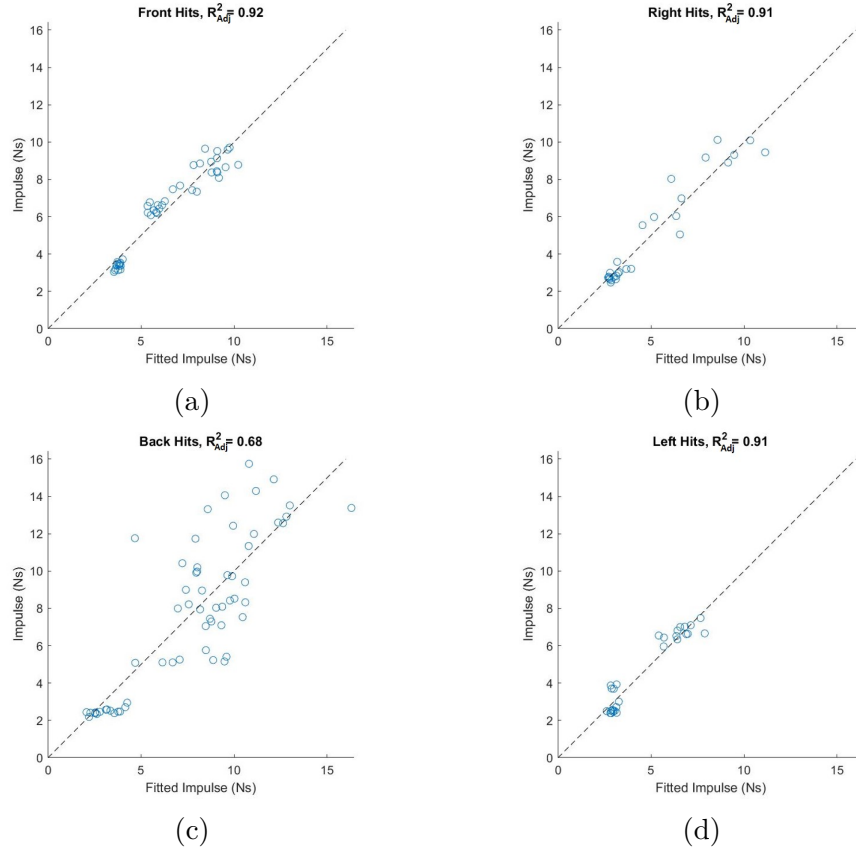 Front Hits, R²Adj= 0.92
16
14
12
10
8
6
4
2
0
Impulse (Ns)
0 5 10 15
Fitted Impulse (Ns)
(a)
Right Hits, R²Adj= 0.91
16
14
12
10
8
6
4
2
0
Impulse (Ns)
0 5 10 15
Fitted Impulse (Ns)
(b)
Back Hits, R²Adj= 0.68
16
14
12
10
8
6
4
2
0
Impulse (Ns)
0 5 10 15
Fitted Impulse (Ns)
(c)
Left Hits, R²Adj= 0.91
16
14
12
10
8
6
4
2
0
Impulse (Ns)
0 5 10 15
Fitted Impulse (Ns)
(d)